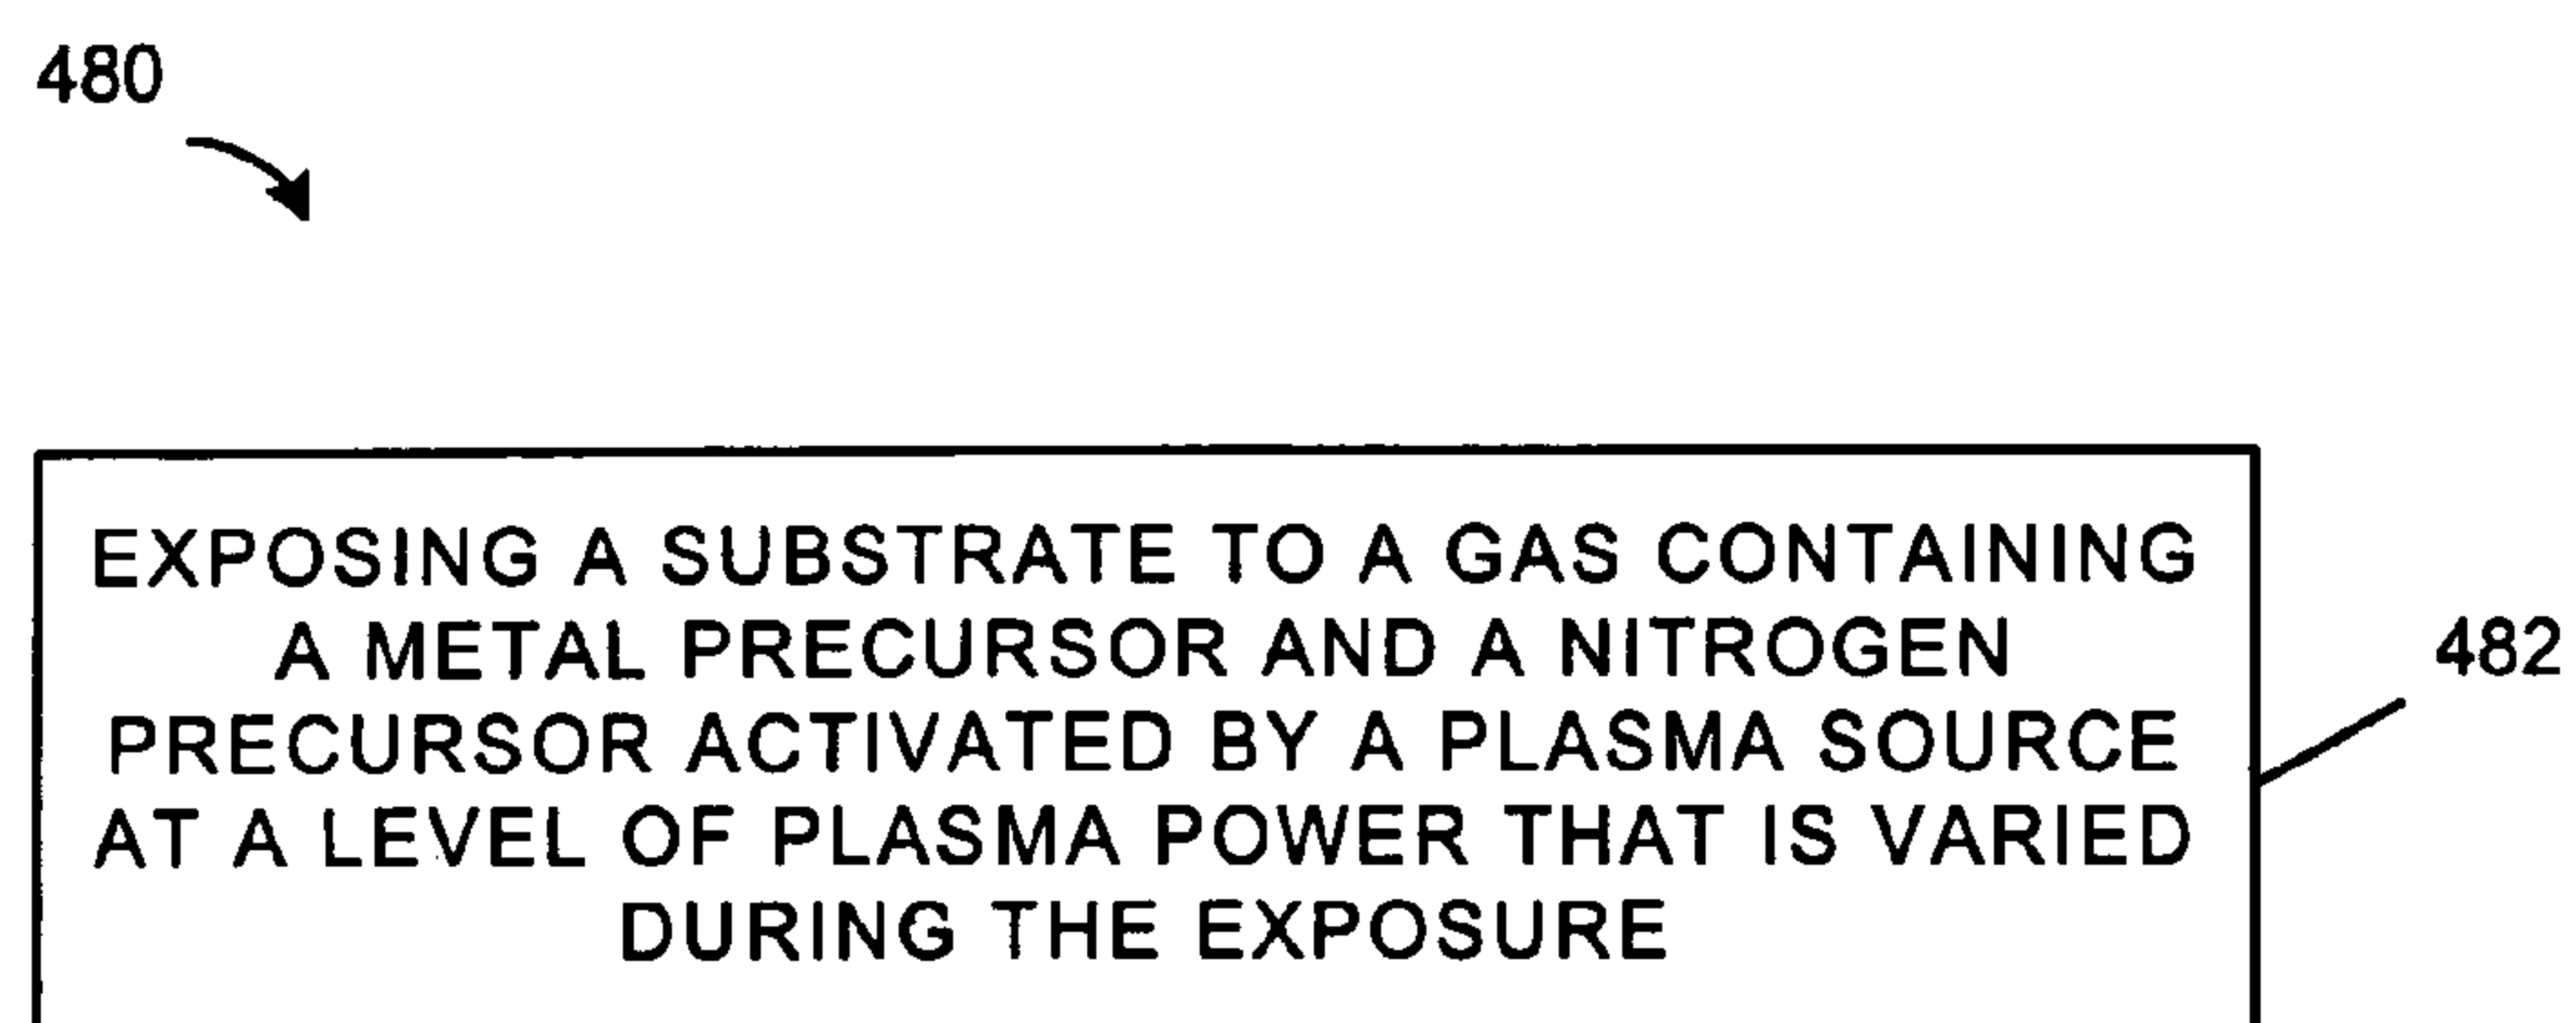 480
EXPOSING A SUBSTRATE TO A GAS CONTAINING
A METAL PRECURSOR AND A NITROGEN
PRECURSOR ACTIVATED BY A PLASMA SOURCE
AT A LEVEL OF PLASMA POWER THAT IS VARIED
DURING THE EXPOSURE
482